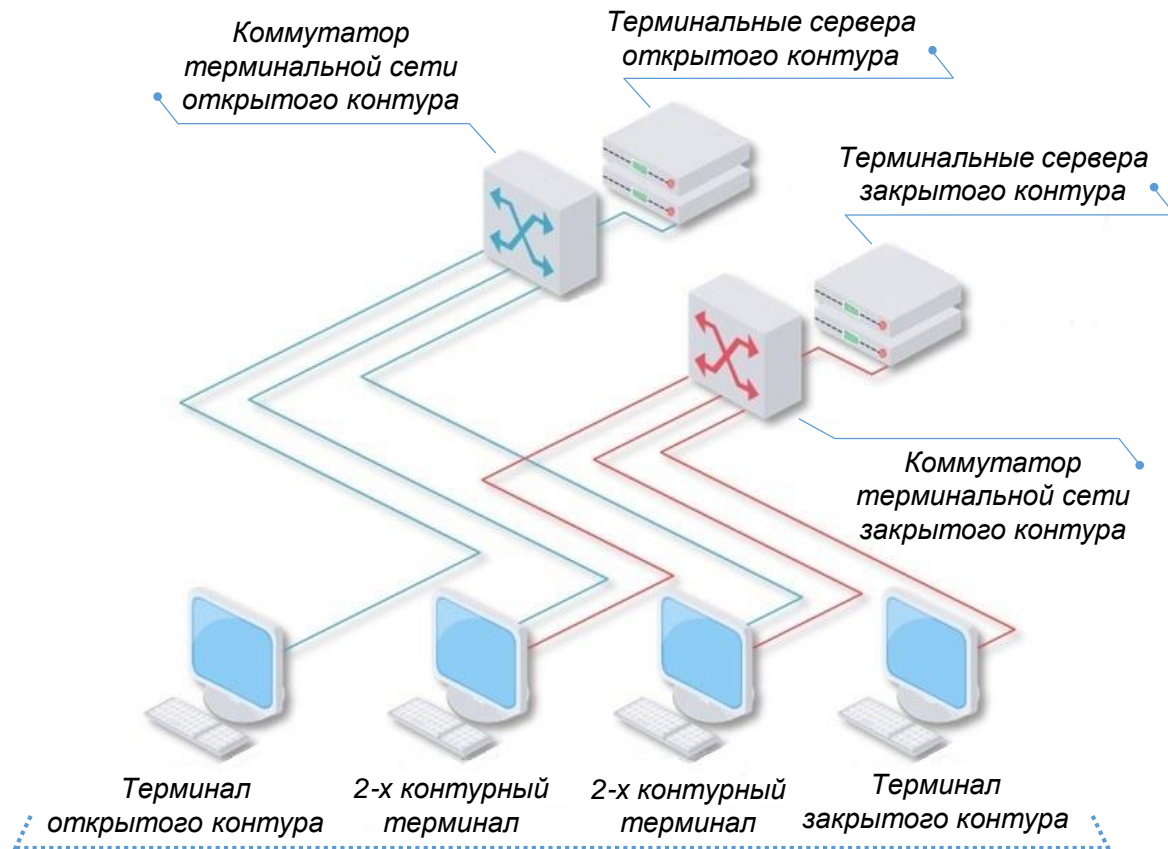 Коммутатор
терминальной сети
открытого контура
Терминальные сервера
открытого контура
Терминальные сервера
закрытого контура
Коммутатор
терминальной сети
закрытого контура
Терминал
открытого контура
2-х контурный
терминал
2-х контурный
терминал
Терминал
закрытого контура